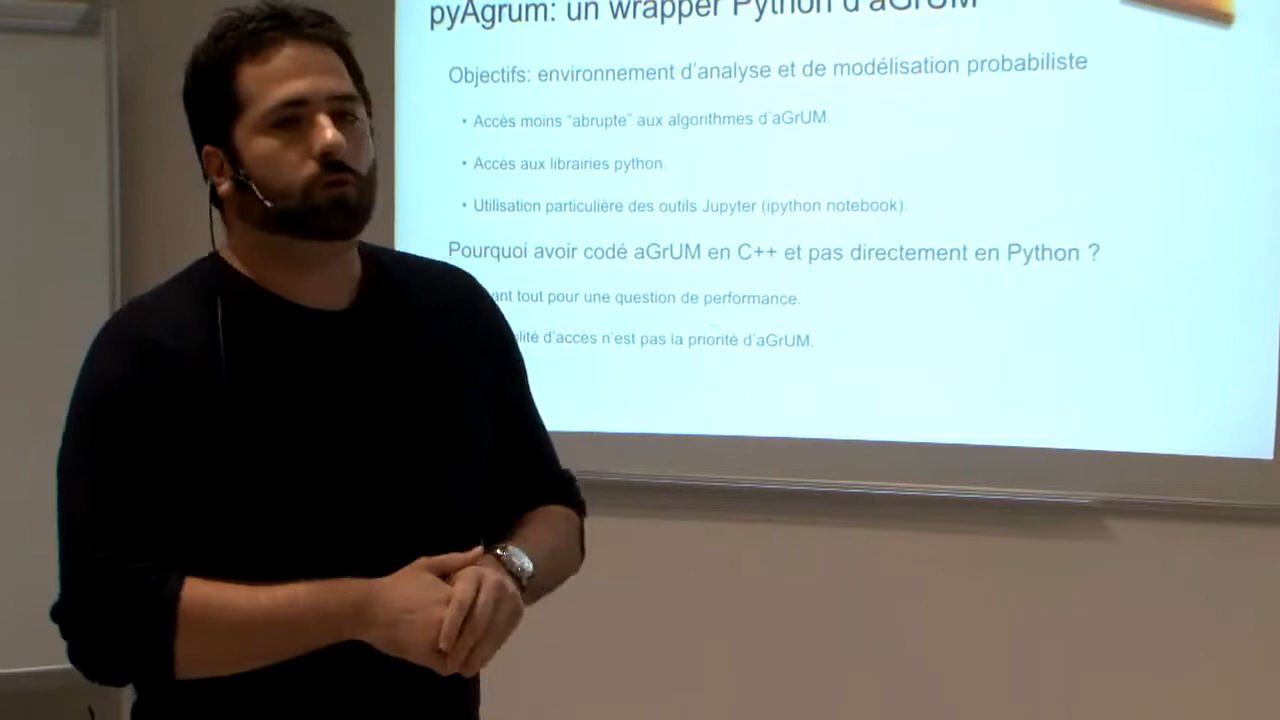 pyAgrum: un wrapper Python d'aGrUM
Objectifs: environnement d'analyse et de modélisation probabiliste
• Accès moins "abrupte" aux algorithmes d'aGrUM.
• Accès aux librairies python.
• Utilisation particulière des outils Jupyter (ipython notebook).
Pourquoi avoir codé aGrUM en C++ et pas directement en Python ?
tout pour une question de performance.
d'accès n'est pas la priorité d'aGrUM.